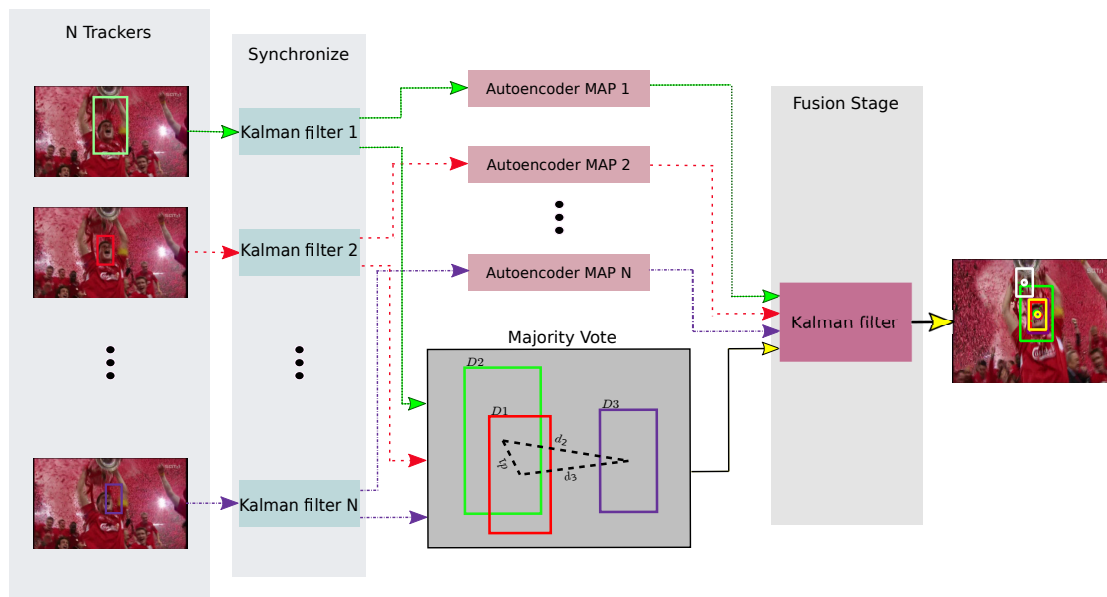 N Trackers
Synchronize
Kalman filter 1
Kalman filter 2
Kalman filter N
Autoencoder MAP 1
Autoencoder MAP 2
Autoencoder MAP N
Majority Vote
D2
D1
D3
d1
d2
d3
Fusion Stage
Kalman filter
Carlsberg